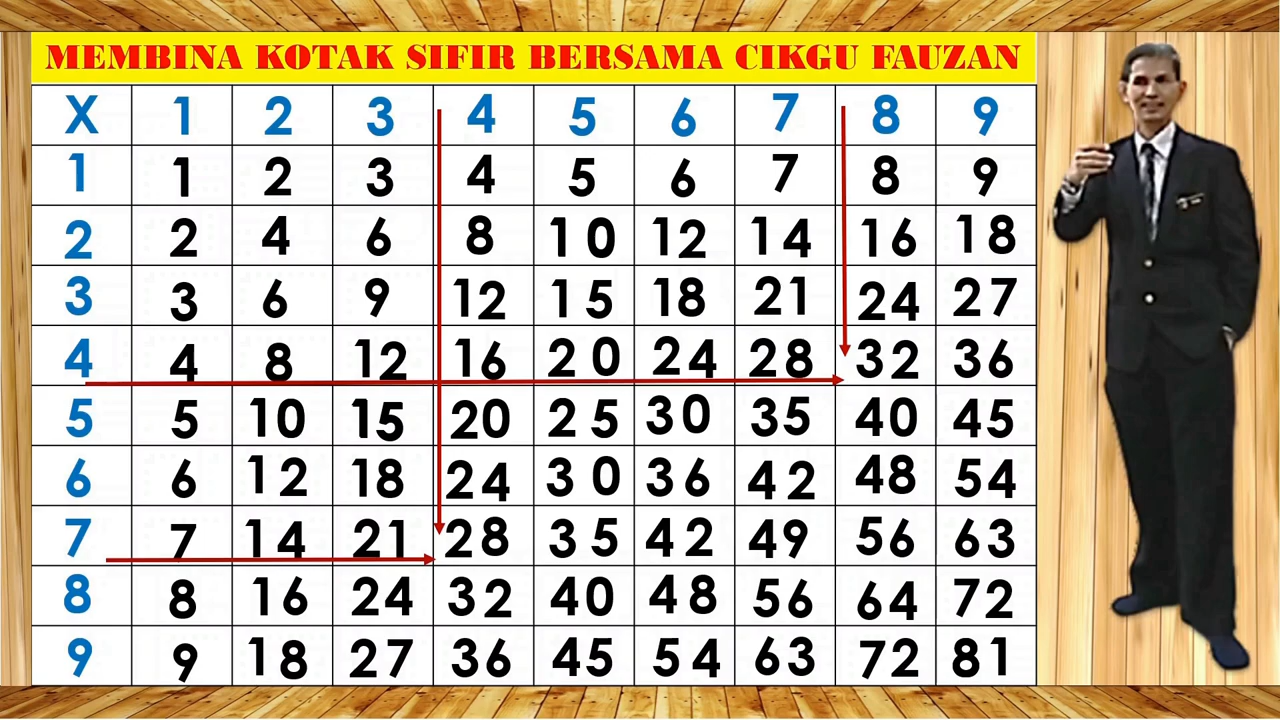 MEMBINA KOTAK SIFIR BERSAMA CIKGU FAUZAN
X 1 2 3 4 5 6 7 8 9
1 1 2 3 4 5 6 7 8 9
2 2 4 6 8 10 12 14 16 18
3 3 6 9 12 15 18 21 24 27
4 4 8 12 16 20 24 28 32 36
5 5 10 15 20 25 30 35 40 45
6 6 12 18 24 30 36 42 48 54
7 7 14 21 28 35 42 49 56 63
8 8 16 24 32 40 48 56 64 72
9 9 18 27 36 45 54 63 72 81